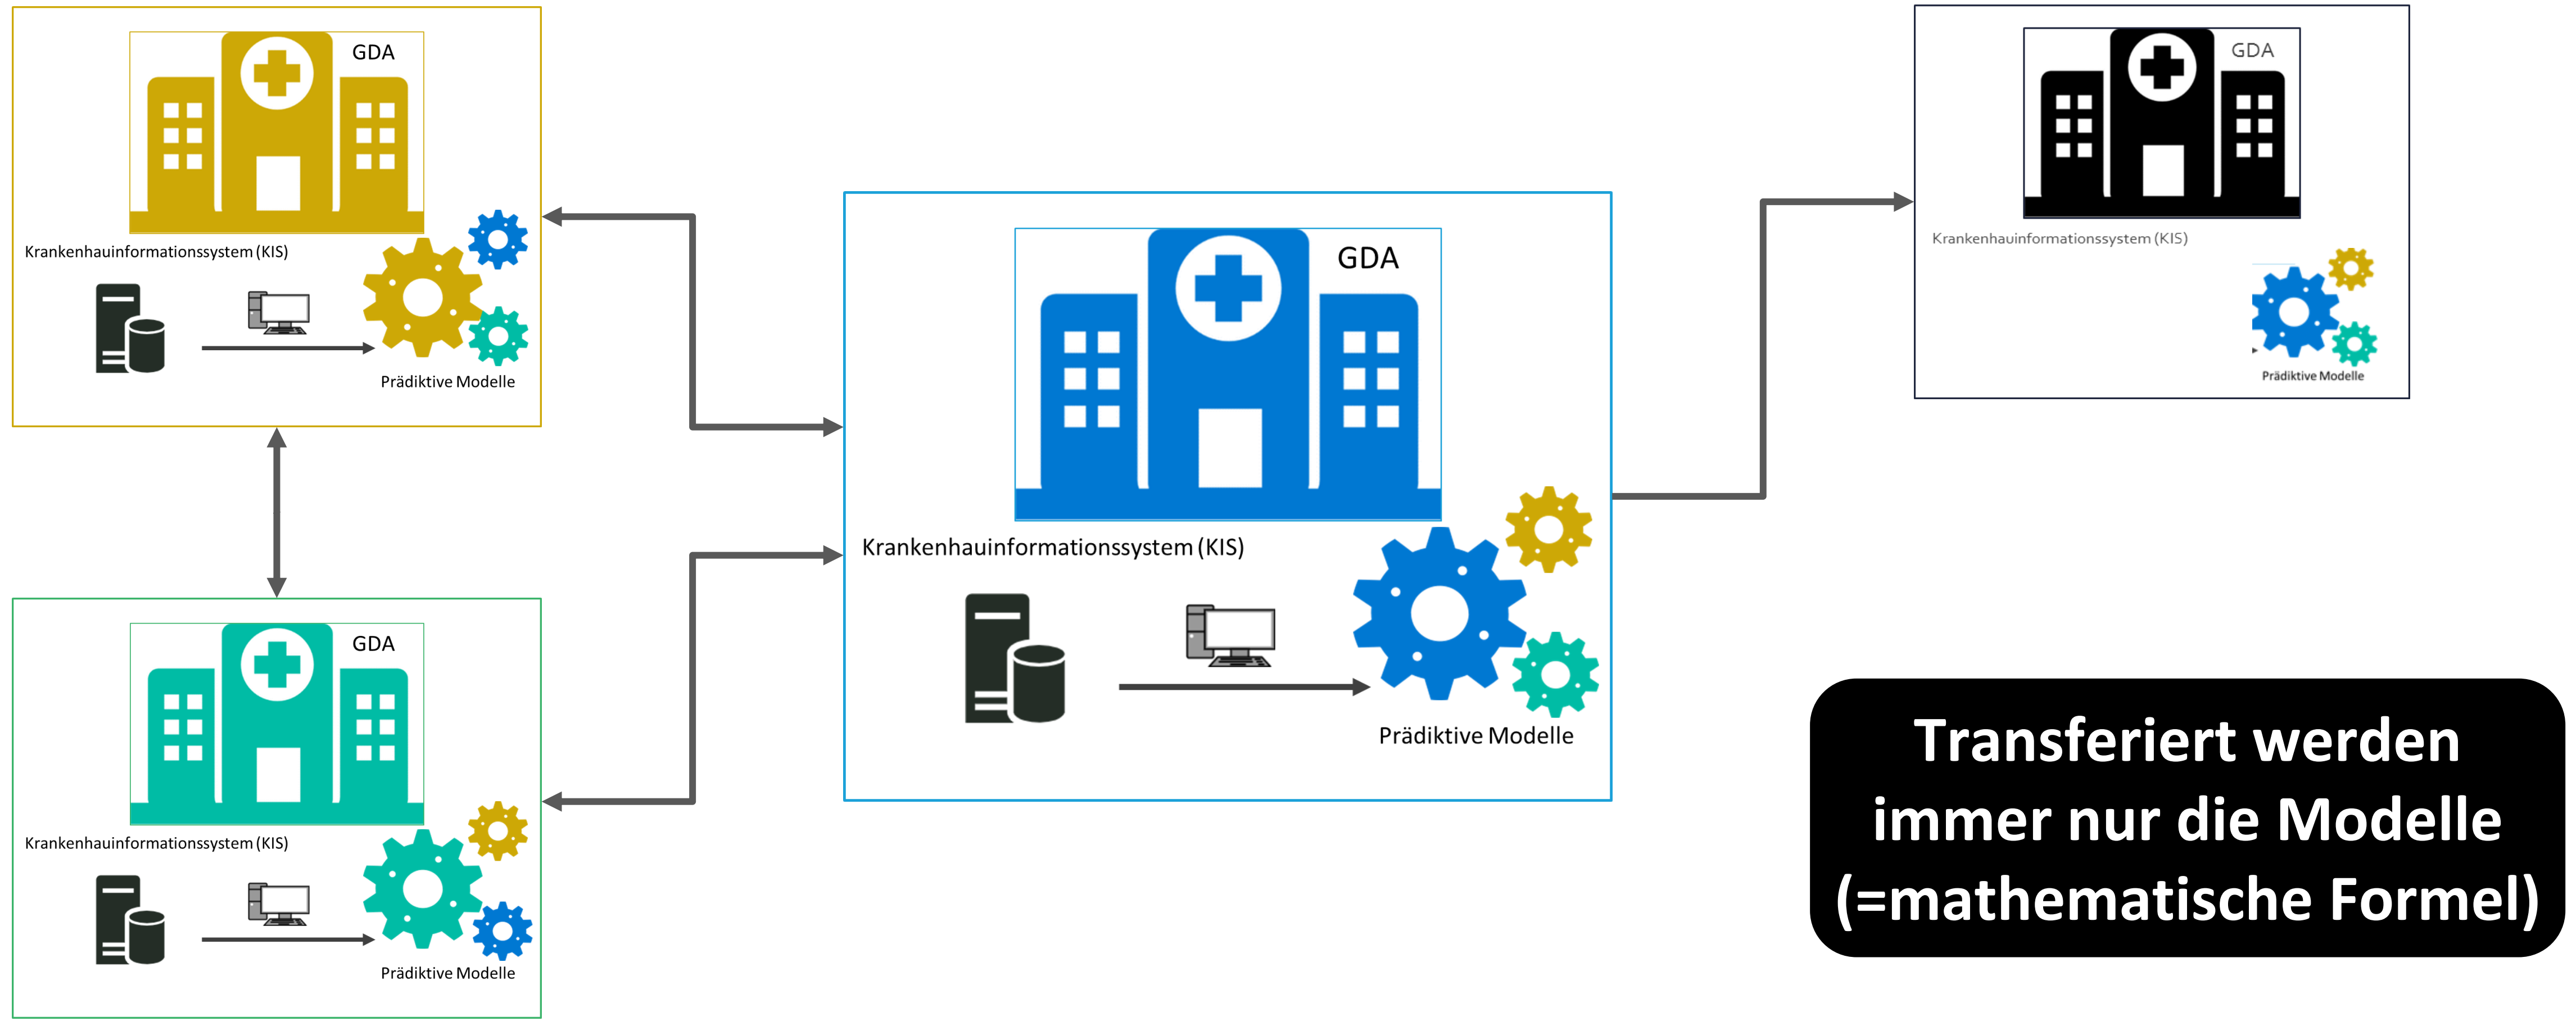 GDA
Krankenhauinformationssystem (KIS)
Prädiktive Modelle
GDA
Krankenhauinformationssystem (KIS)
Prädiktive Modelle
GDA
Krankenhauinformationssystem (KIS)
Prädiktive Modelle
GDA
Krankenhauinformationssystem (KIS)
Prädiktive Modelle
Transferiert werden
immer nur die Modelle
(=mathematische Formel)